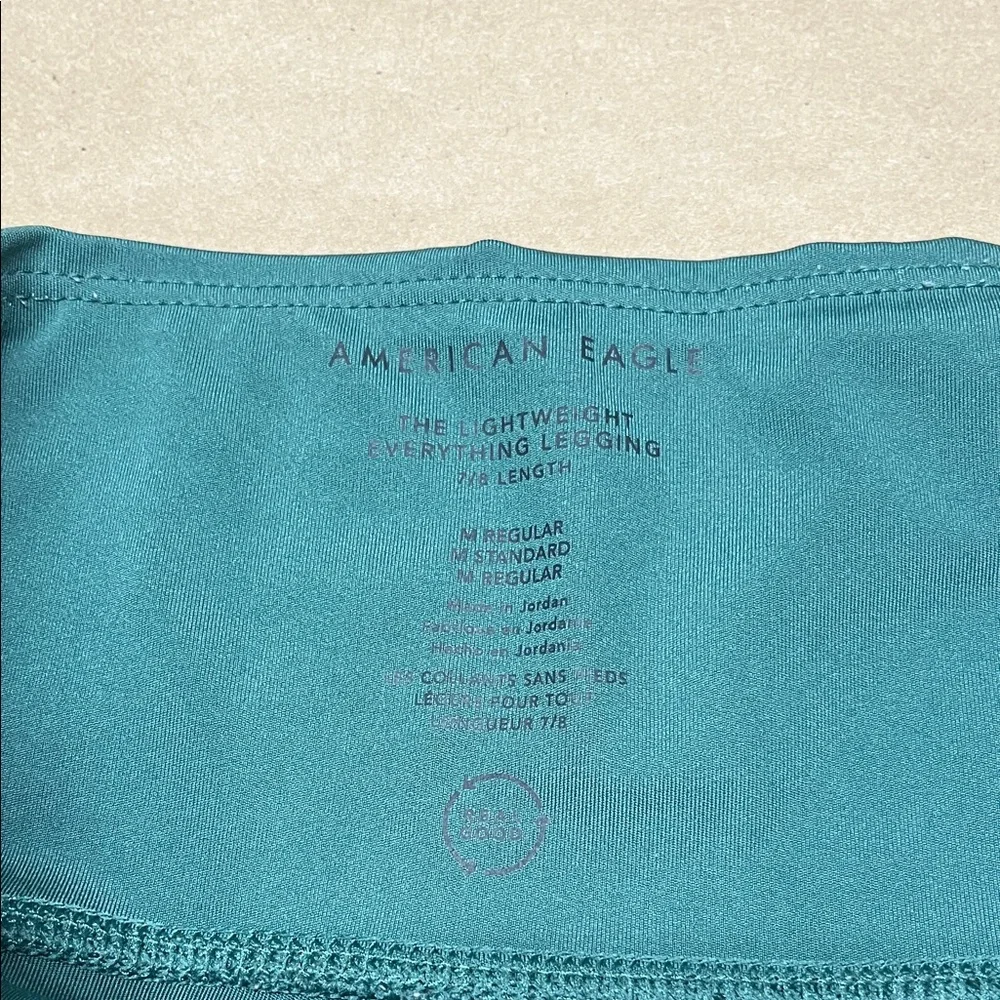 AMERICAN EAGLE
THE LIGHTWEIGHT
EVERYTHING LEGGING
7/8 LENGTH
M REGULAR
M STANDARD
M REGULAR
Made in Jordan
Fabriqué en Jordanie
Hecho en Jordania
LES COLLANTS SANS PIEDS
LÉGERS POUR TOUT
LONGUEUR 7/8
REAL
GOOD